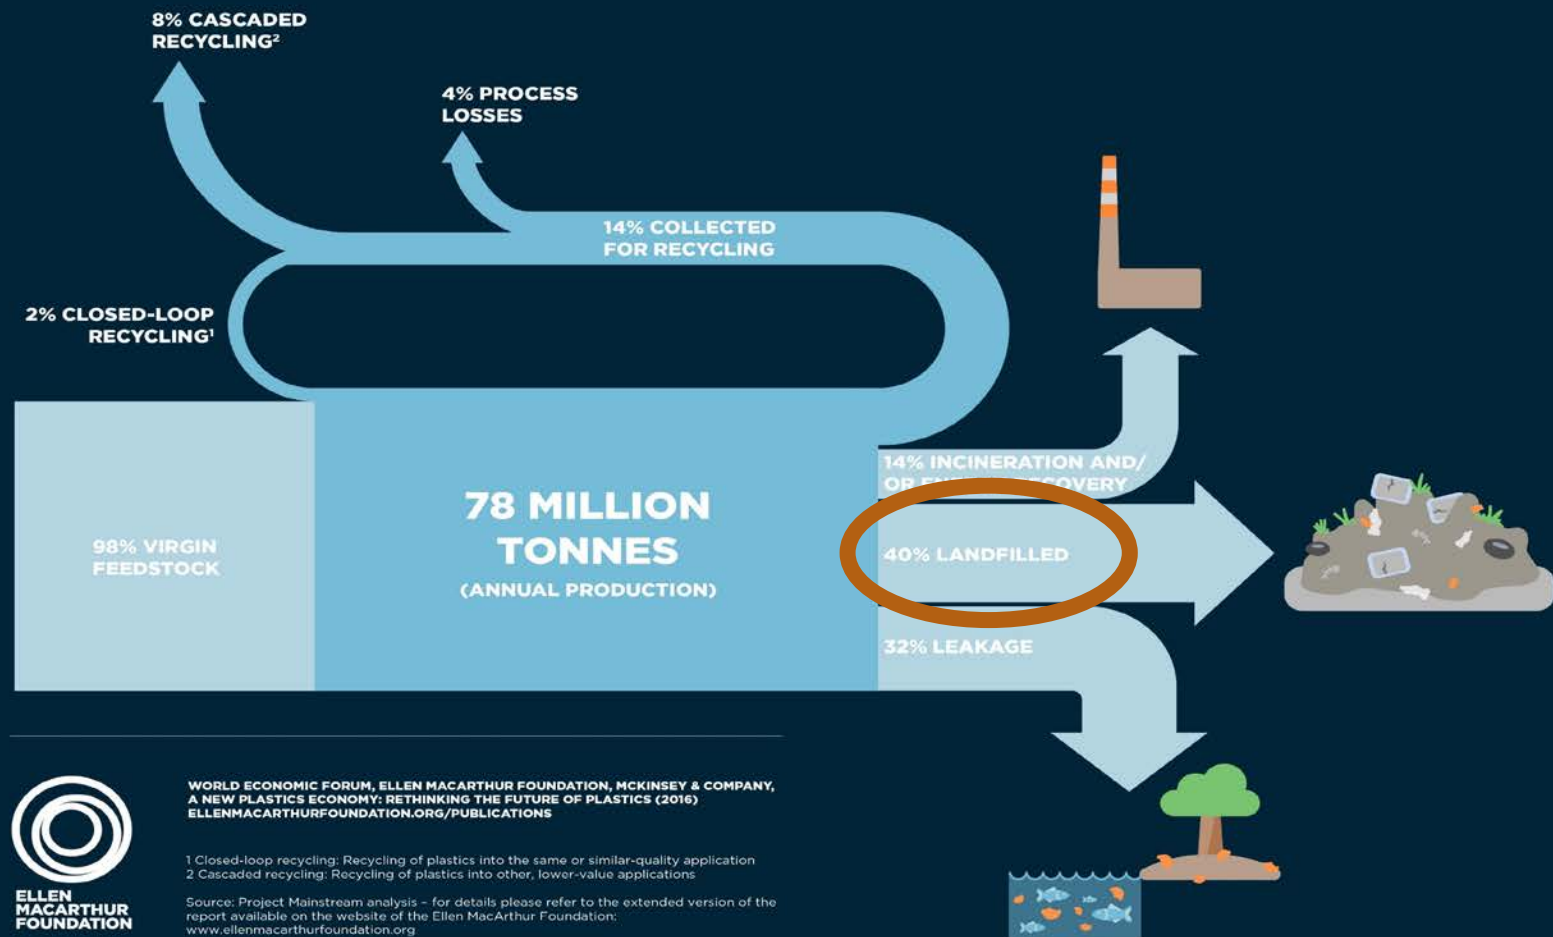 8% CASCADED
RECYCLING²
4% PROCESS
LOSSES
14% COLLECTED
FOR RECYCLING
2% CLOSED-LOOP
RECYCLING¹
98% VIRGIN
FEEDSTOCK
78 MILLION
TONNES
(ANNUAL PRODUCTION)
14% INCINERATION AND/
OR RECOVERY
40% LANDFILLED
32% LEAKAGE
ELLEN
MACARTHUR
FOUNDATION
WORLD ECONOMIC FORUM, ELLEN MACARTHUR FOUNDATION, MCKINSEY & COMPANY,
A NEW PLASTICS ECONOMY: RETHINKING THE FUTURE OF PLASTICS (2016)
ELLENMACARTHURFOUNDATION.ORG/PUBLICATIONS
1 Closed-loop recycling: Recycling of plastics into the same or similar-quality application
2 Cascaded recycling: Recycling of plastics into other, lower-value applications
Source: Project Mainstream analysis – for details please refer to the extended version of the
report available on the website of the Ellen MacArthur Foundation:
www.ellenmacarthurfoundation.org